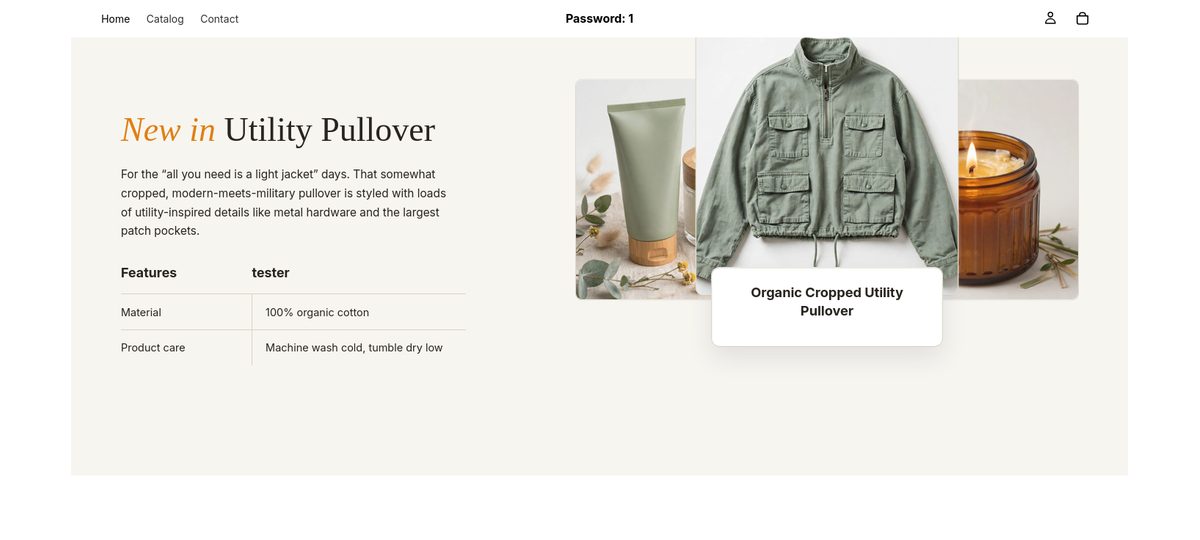 Home Catalog Contact Password: 1
New in Utility Pullover
For the “all you need is a light jacket” days. That somewhat
cropped, modern-meets-military pullover is styled with loads
of utility-inspired details like metal hardware and the largest
patch pockets.
Features tester
Material 100% organic cotton
Product care Machine wash cold, tumble dry low
Organic Cropped Utility
Pullover